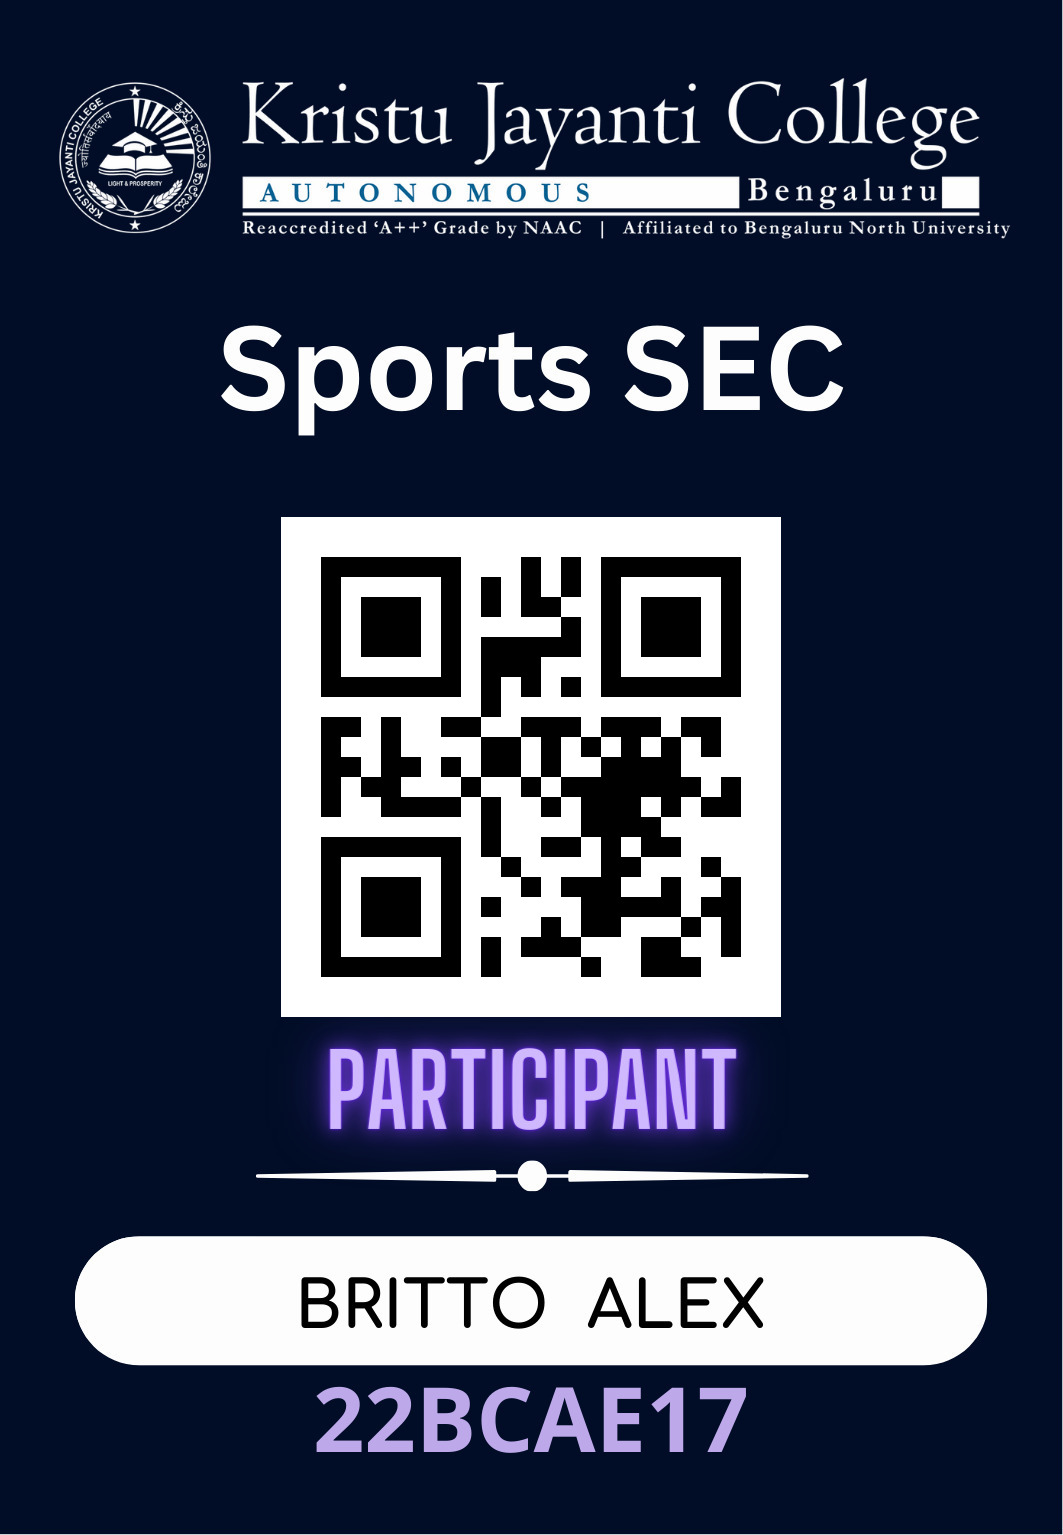 Kristu Jayanti College
AUTONOMOUS Bengaluru
Reaccredited ‘A++’ Grade by NAAC | Affiliated to Bengaluru North University
KRISTU JAYANTI COLLEGE
LIGHT & PROSPERITY
Sports SEC
PARTICIPANT
BRITTO ALEX
22BCAE17